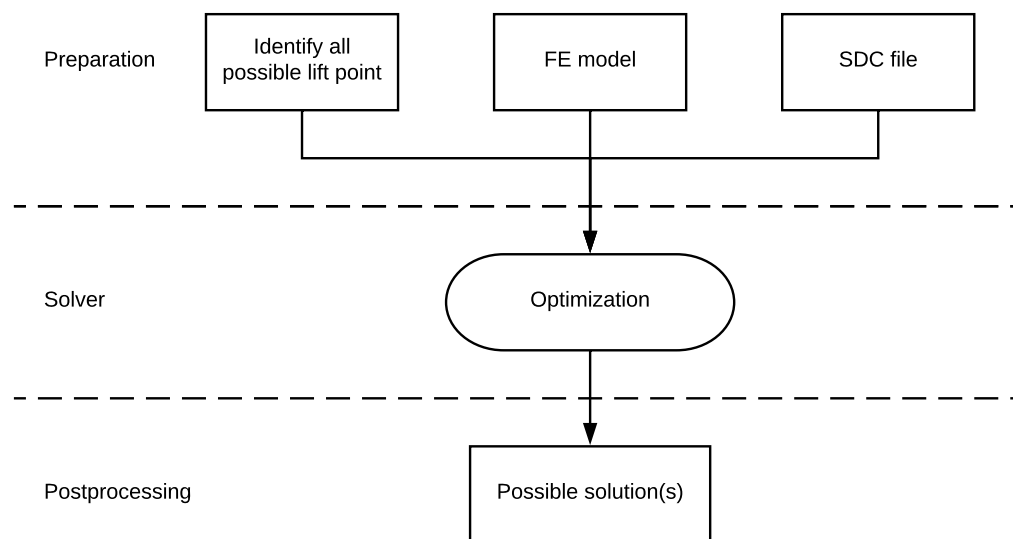 Preparation
Identify all
possible lift point
FE model
SDC file
Solver
Optimization
Postprocessing
Possible solution(s)